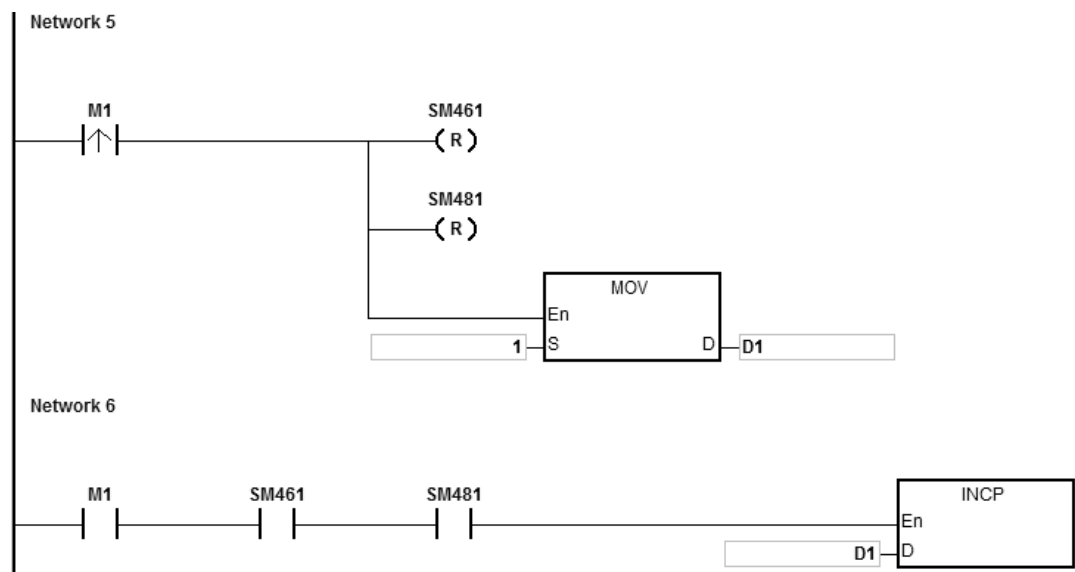 Network 5
M1
SM461
R
SM481
R
MOV
En
1 S D D1
Network 6
M1 SM461 SM481
INCP
En
D1 D